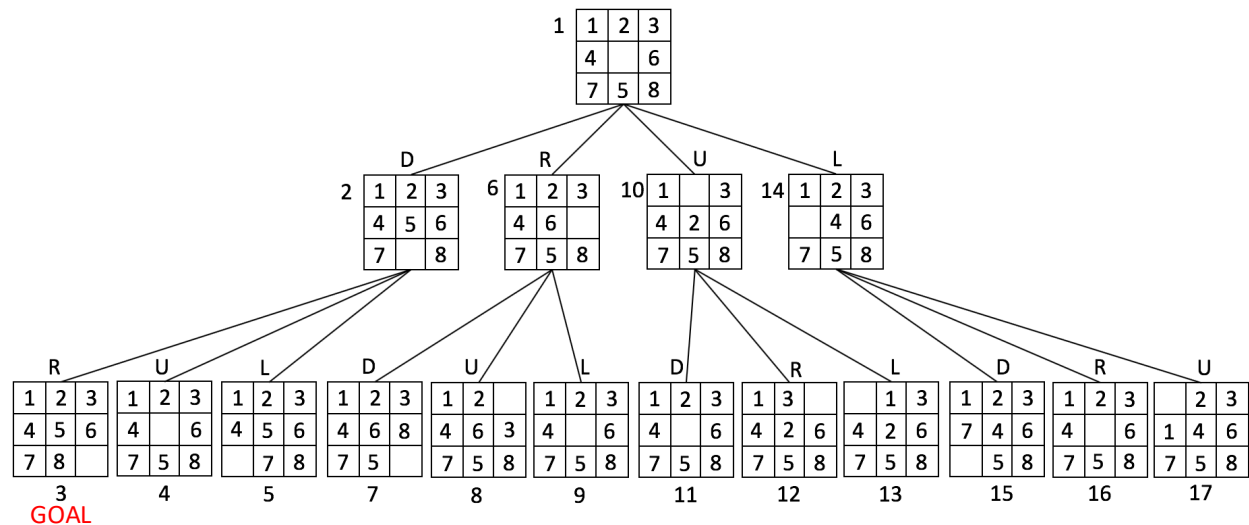 1 1 2 3
4 6
7 5 8
D R U L
2 1 2 3 6 1 2 3 10 1 3 14 1 2 3
4 5 6 4 6 4 2 6 4 6
7 8 7 5 8 7 5 8 7 5 8
R U L D U L D R L D R U
1 2 3 1 2 3 1 2 3 1 2 3 1 2 1 2 3 1 2 3 1 3 1 3 1 2 3 1 2 3 2 3
4 5 6 4 6 4 5 6 4 6 8 4 6 3 4 6 4 6 4 2 6 4 2 6 7 4 6 4 6 1 4 6
7 8 7 5 8 7 8 7 5 7 5 8 7 5 8 7 5 8 7 5 8 7 5 8 5 8 7 5 8 7 5 8
3 4 5 7 8 9 11 12 13 15 16 17
GOAL